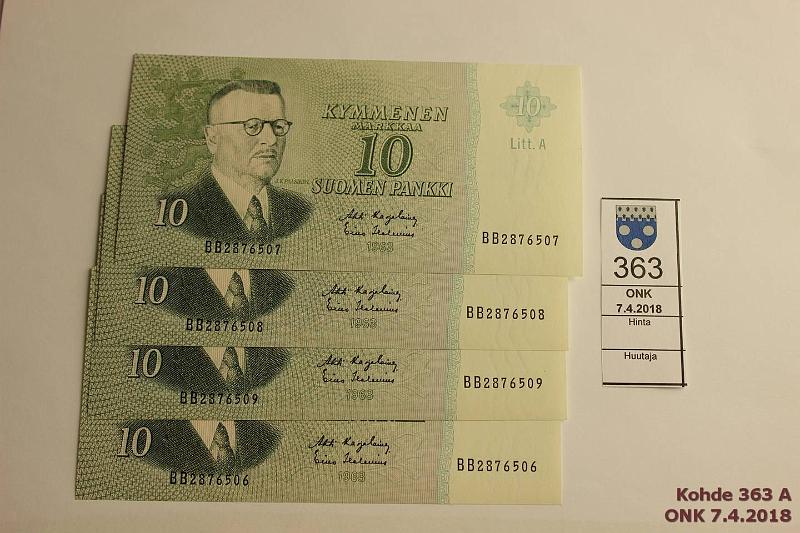 KYMMENEN
MARKKAA
10
SUOMEN PANKKI
10
Litt. A
10
1963
BB2876507
BB2876507
10
1963
BB2876508
BB2876508
10
1963
BB2876509
BB2876509
10
1963
BB2876506
BB2876506
363
ONK
7.4.2018
Hinta
Huutaja
Kohde 363 A
ONK 7.4.2018